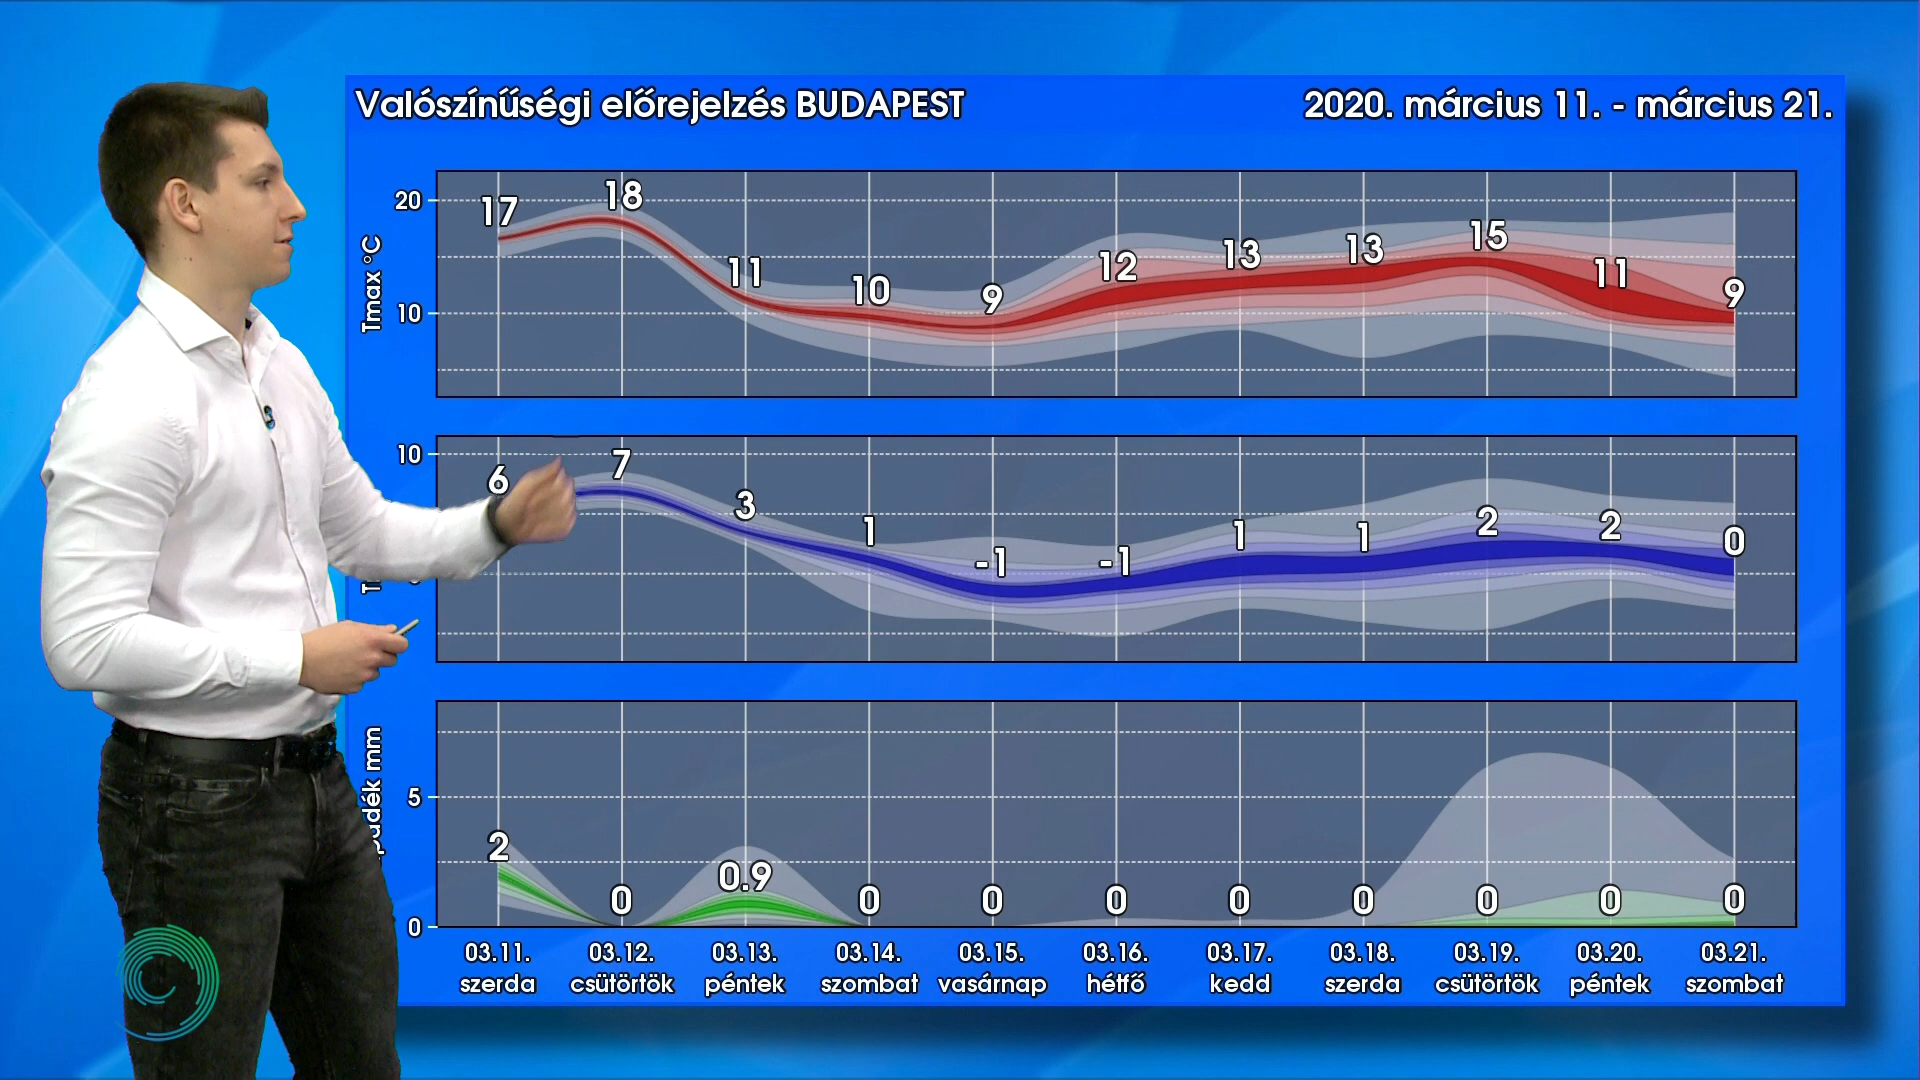 Valószínűségi előrejelzés BUDAPEST
2020. március 11. - március 21.
20
10
Tmax °C
17 18 11 10 9 12 13 13 15 11 9
10
6 7 3 1 -1 -1 1 1 2 2 0
mm
5
0
2 0 0.9 0 0 0 0 0 0 0 0
03.11. 03.12. 03.13. 03.14. 03.15. 03.16. 03.17. 03.18. 03.19. 03.20. 03.21.
szerda csütörtök péntek szombat vasárnap hétfő kedd szerda csütörtök péntek szombat